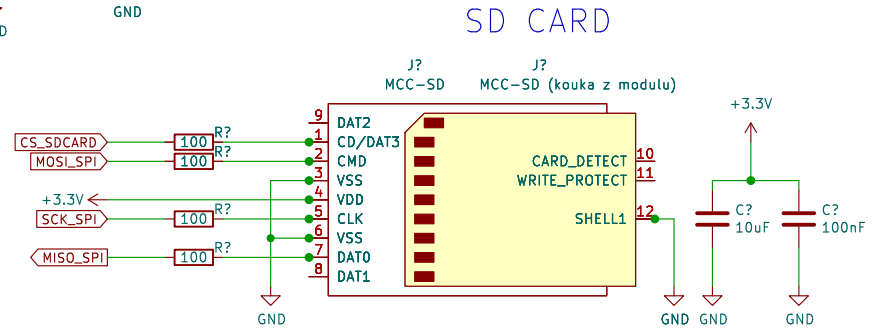 GND
SD CARD
D
J?
MCC-SD
J?
MCC-SD (kouka z modulu)
+3.3V
9
DAT2
CS_SDCARD
100
R?
1
CD/DAT3
MOSI_SPI
100
R?
2
CMD
CARD_DETECT
10
3
VSS
WRITE_PROTECT
11
+3.3V
4
VDD
SCK_SPI
100
R?
5
CLK
SHELL1
12
C?
10uF
C?
100nF
6
VSS
MISO_SPI
100
R?
7
DAT0
8
DAT1
GND
GND
GND
GND